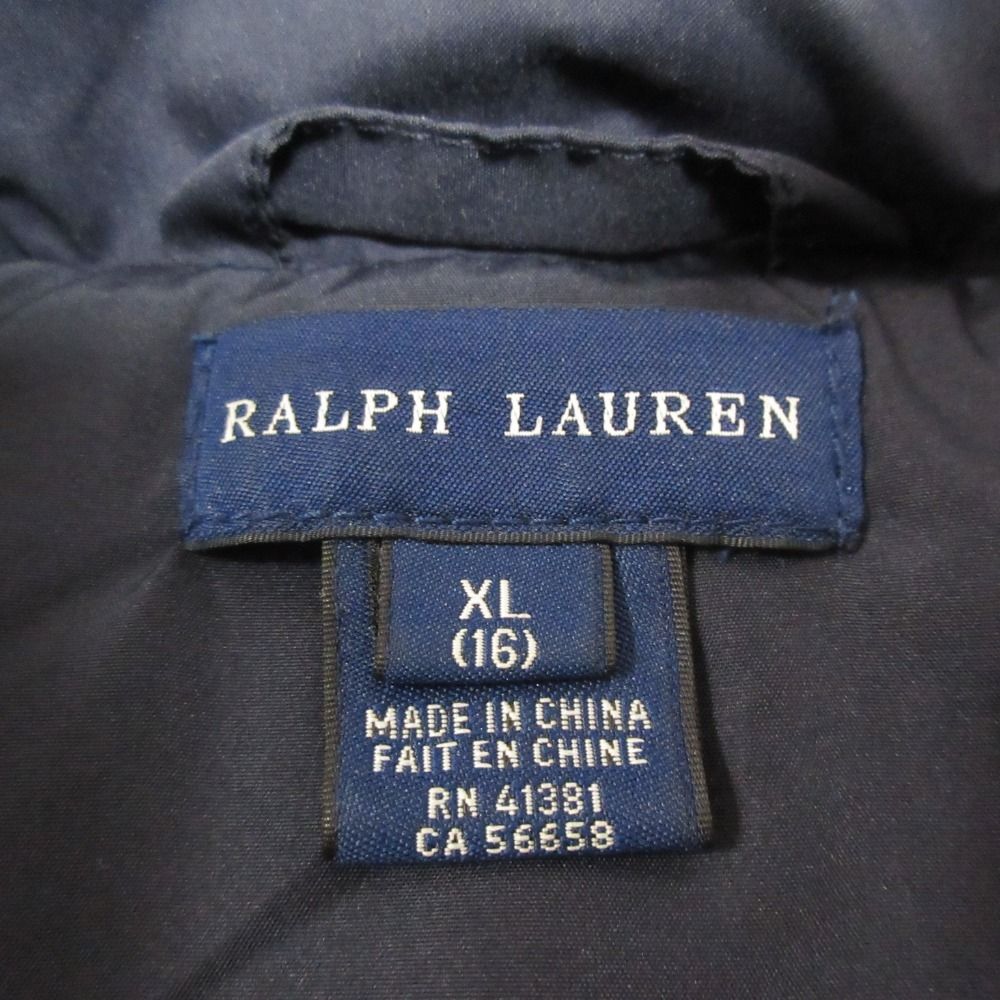 RALPH LAUREN
XL
(16)
MADE IN CHINA
FAIT EN CHINE
RN 41381
CA 56658